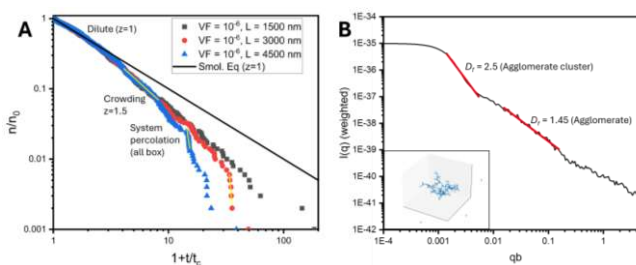 A
Dilute (z=1)
VF = 10-6, L = 1500 nm
VF = 10-6, L = 3000 nm
VF = 10-6, L = 4500 nm
Smol. Eq (z=1)
Crowding
z=1.5
System
percolation
(all box)
n/n0
1
0.1
0.01
0.001
1
10
100
1+t/tc
B
1E-34
1E-35
1E-36
1E-37
1E-38
1E-39
1E-40
1E-41
1E-42
I(q) (weighted)
Df = 2.5 (Agglomerate cluster)
Df = 1.45 (Agglomerate)
1E-4
0.001
0.01
0.1
1
qb